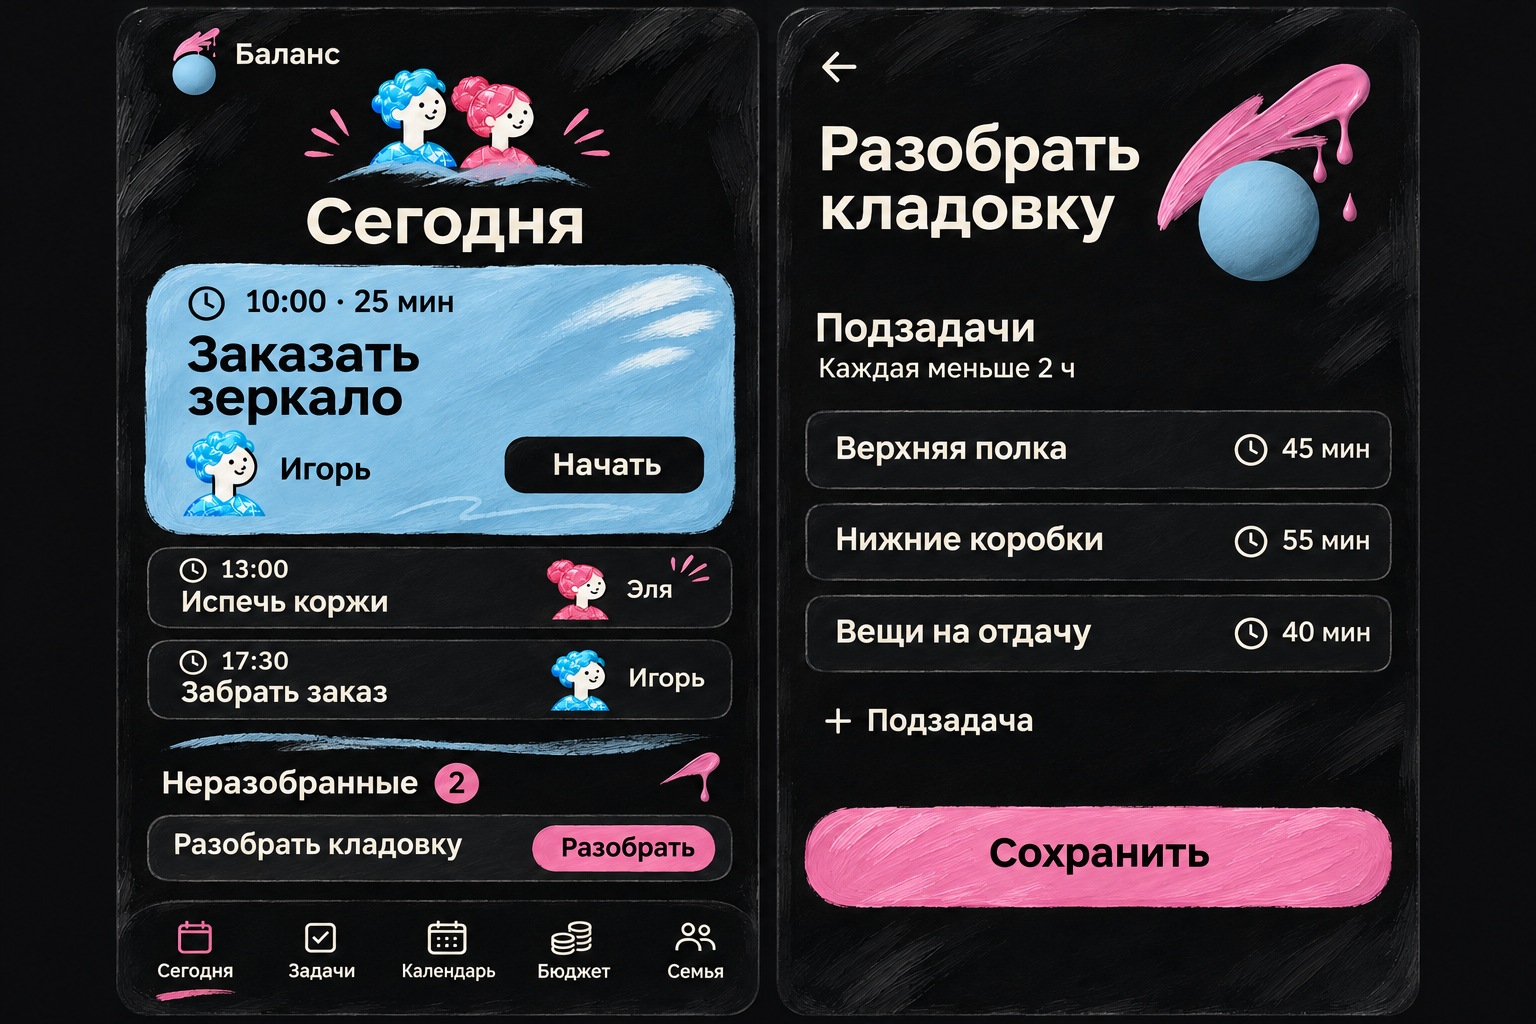 Баланс
Сегодня
10:00 · 25 мин
Заказать
зеркало
Игорь
Начать
13:00
Испечь коржи
Эля
17:30
Забрать заказ
Игорь
Неразобранные 2
Разобрать кладовку
Разобрать
Сегодня
Задачи
Календарь
Бюджет
Семья
Разобрать
кладовку
Подзадачи
Каждая меньше 2 ч
Верхняя полка
45 мин
Нижние коробки
55 мин
Вещи на отдачу
40 мин
+ Подзадача
Сохранить